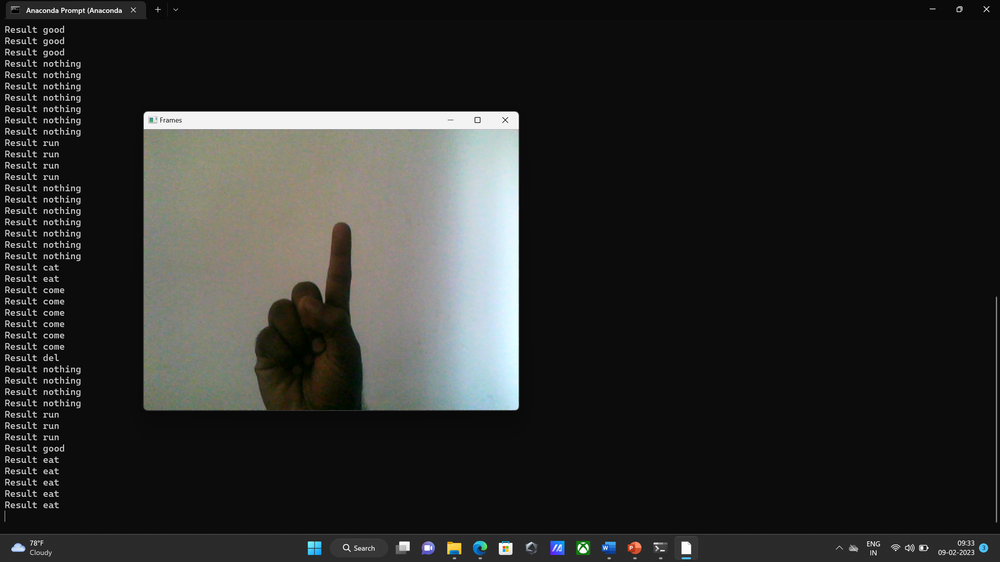 Anaconda Prompt (Anaconda
Result good
Result good
Result good
Result nothing
Result nothing
Result nothing
Result nothing
Result nothing
Result nothing
Result nothing
Result run
Result run
Result run
Result run
Result nothing
Result nothing
Result nothing
Result nothing
Result nothing
Result nothing
Result nothing
Result cat
Result eat
Result come
Result come
Result come
Result come
Result come
Result come
Result del
Result nothing
Result nothing
Result nothing
Result nothing
Result run
Result run
Result run
Result good
Result eat
Result eat
Result eat
Result eat
Result eat
Frames
78°F
Cloudy
Search
ENG
IN
09:33
09-02-2023
3